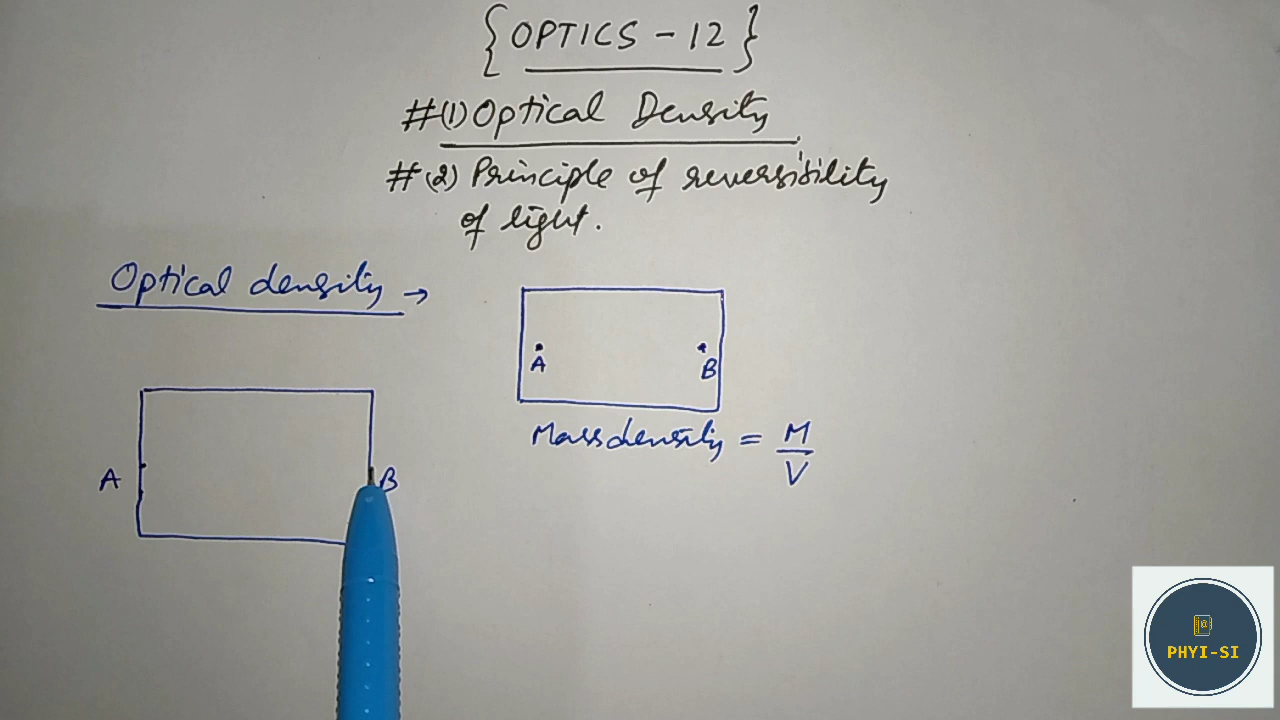 {OPTICS - 12}
#(1) Optical Density
#(2) Principle of reversibility
of light.
Optical density →
A
B
Mass density = M/V
A
B
PHYI-SI